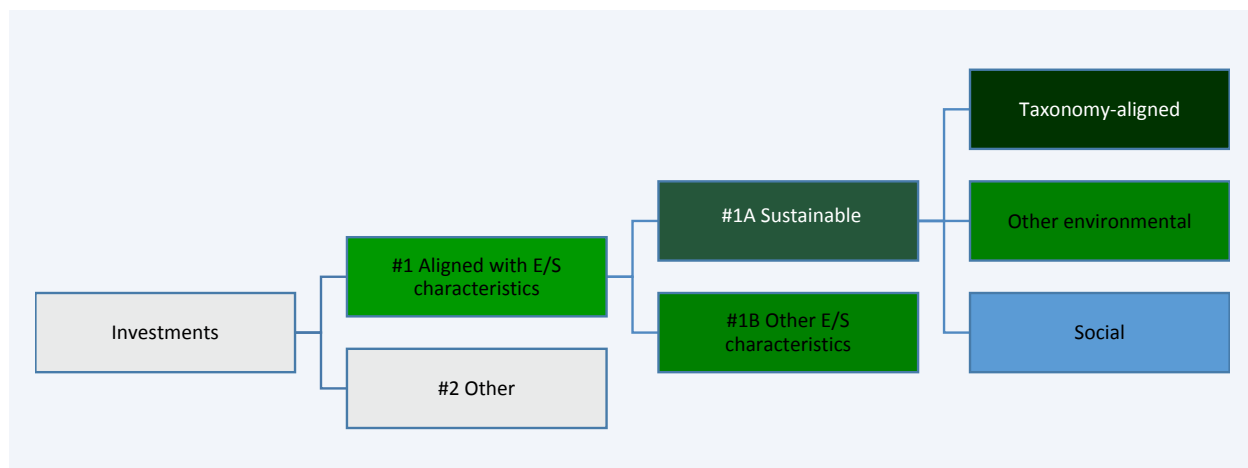 Taxonomy-aligned
#1A Sustainable
Other environmental
#1 Aligned with E/S
characteristics
#1B Other E/S
characteristics
Social
Investments
#2 Other